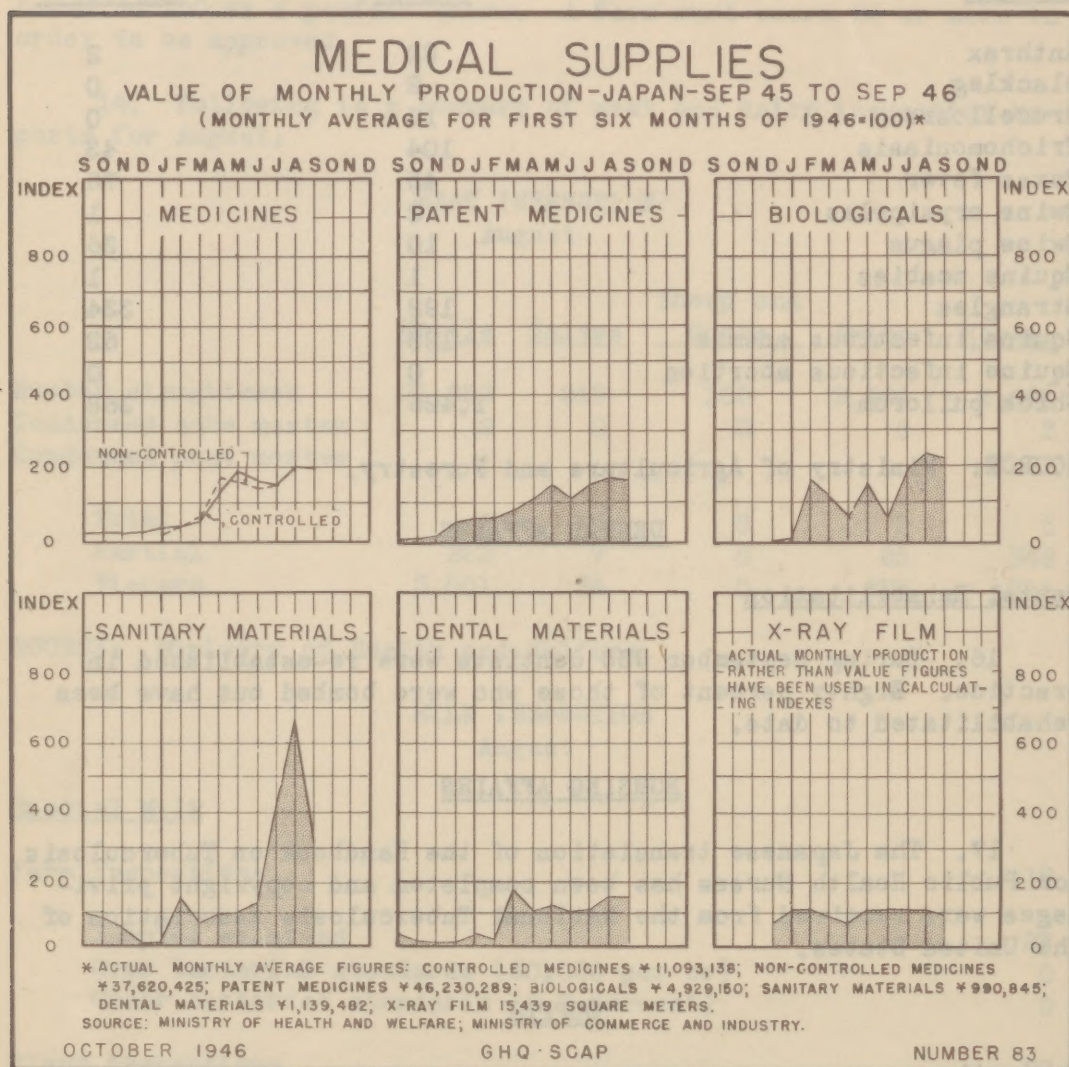 MEDICAL SUPPLIES
VALUE OF MONTHLY PRODUCTION-JAPAN-SEP 45 TO SEP 46
(MONTHLY AVERAGE FOR FIRST SIX MONTHS OF 1946=100)*
S O N D J F M A M J J A S O N D S O N D J F M A M J J A S O N D S O N D J F M A M J J A S O N D
INDEX INDEX
MEDICINES PATENT MEDICINES BIOLOGICALS
800 800
600 600
400 400
NON-CONTROLLED
200 200
CONTROLLED
0 0
INDEX INDEX
SANITARY MATERIALS DENTAL MATERIALS X-RAY FILM
ACTUAL MONTHLY PRODUCTION
RATHER THAN VALUE FIGURES
HAVE BEEN USED IN CALCULAT-
ING INDEXES
800 800
600 600
400 400
200 200
0 0
* ACTUAL MONTHLY AVERAGE FIGURES: CONTROLLED MEDICINES ¥11,093,138; NON-CONTROLLED MEDICINES
¥37,620,425; PATENT MEDICINES ¥46,230,289; BIOLOGICALS ¥4,929,150; SANITARY MATERIALS ¥990,845;
DENTAL MATERIALS ¥1,139,482; X-RAY FILM 15,439 SQUARE METERS.
SOURCE: MINISTRY OF HEALTH AND WELFARE; MINISTRY OF COMMERCE AND INDUSTRY.
OCTOBER 1946 GHQ·SCAP NUMBER 83